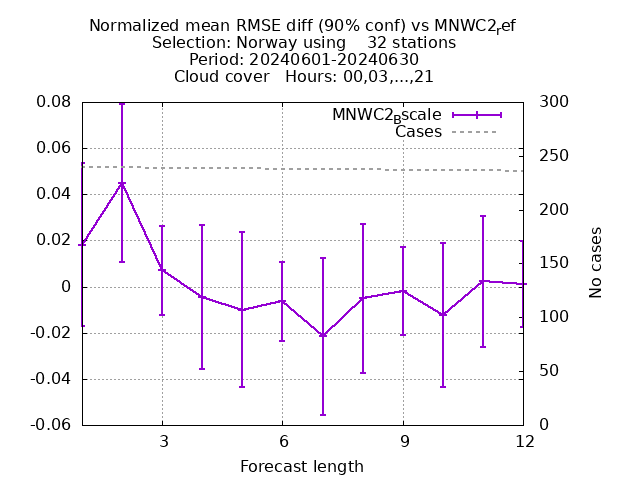 Normalized mean RMSE diff (90% conf) vs MNWC2ref
Selection: Norway using 32 stations
Period: 20240601-20240630
Cloud cover Hours: 00,03,...,21
0.08
0.06
0.04
0.02
0
-0.02
-0.04
-0.06
300
250
200
150
100
50
0
MNWC2Bscale
Cases
No cases
3
6
9
12
Forecast length